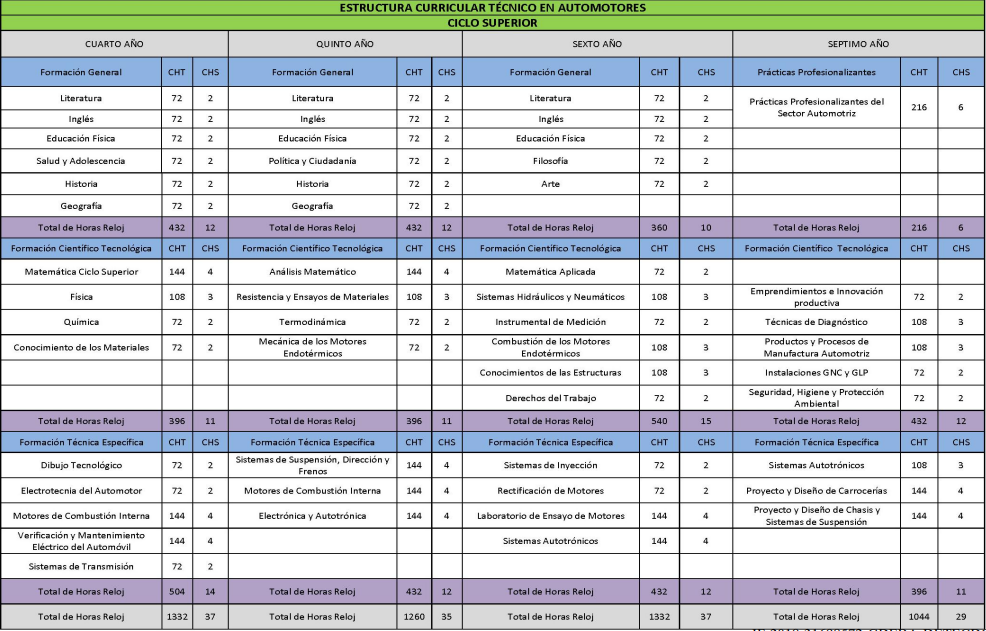 ESTRUCTURA CURRICULAR TÉCNICO EN AUTOMOTORES
CICLO SUPERIOR
CUARTO AÑO QUINTO AÑO SEXTO AÑO SEPTIMO AÑO
Formación General CHT CHS Formación General CHT CHS Formación General CHT CHS Prácticas Profesionalizantes CHT CHS
Literatura 72 2 Literatura 72 2 Literatura 72 2 Prácticas Profesionalizantes del Sector Automotriz 216 6
Inglés 72 2 Inglés 72 2 Inglés 72 2
Educación Física 72 2 Educación Física 72 2 Educación Física 72 2
Salud y Adolescencia 72 2 Política y Ciudadanía 72 2 Filosofía 72 2
Historia 72 2 Historia 72 2 Arte 72 2
Geografía 72 2 Geografía 72 2
Total de Horas Reloj 432 12 Total de Horas Reloj 432 12 Total de Horas Reloj 360 10 Total de Horas Reloj 216 6
Formación Científico Tecnológica CHT CHS Formación Científico Tecnológica CHT CHS Formación Científico Tecnológica CHT CHS Formación Científico Tecnológica CHT CHS
Matemática Ciclo Superior 144 4 Análisis Matemático 144 4 Matemática Aplicada 72 2
Física 108 3 Resistencia y Ensayos de Materiales 108 3 Sistemas Hidráulicos y Neumáticos 108 3 Emprendimientos e Innovación productiva 72 2
Química 72 2 Termodinámica 72 2 Instrumental de Medición 72 2 Técnicas de Diagnóstico 108 3
Conocimiento de los Materiales 72 2 Mecánica de los Motores Endotérmicos 72 2 Combustión de los Motores Endotérmicos 108 3 Productos y Procesos de Manufactura Automotriz 108 3
Conocimientos de las Estructuras 108 3 Instalaciones GNC y GLP 72 2
Derechos del Trabajo 72 2 Seguridad, Higiene y Protección Ambiental 72 2
Total de Horas Reloj 396 11 Total de Horas Reloj 396 11 Total de Horas Reloj 540 15 Total de Horas Reloj 432 12
Formación Técnica Específica CHT CHS Formación Técnica Específica CHT CHS Formación Técnica Específica CHT CHS Formación Técnica Específica CHT CHS
Dibujo Tecnológico 72 2 Sistemas de Suspensión, Dirección y Frenos 144 4 Sistemas de Inyección 72 2 Sistemas Autotrónicos 108 3
Electrotecnia del Automotor 72 2 Motores de Combustión Interna 144 4 Rectificación de Motores 72 2 Proyecto y Diseño de Carrocerías 144 4
Motores de Combustión Interna 144 4 Electrónica y Autotrónica 144 4 Laboratorio de Ensayo de Motores 144 4 Proyecto y Diseño de Chasis y Sistemas de Suspensión 144 4
Verificación y Mantenimiento Eléctrico del Automóvil 144 4 Sistemas Autotrónicos 144 4
Sistemas de Transmisión 72 2
Total de Horas Reloj 504 14 Total de Horas Reloj 432 12 Total de Horas Reloj 432 12 Total de Horas Reloj 396 11
Total de Horas Reloj 1332 37 Total de Horas Reloj 1260 35 Total de Horas Reloj 1332 37 Total de Horas Reloj 1044 29